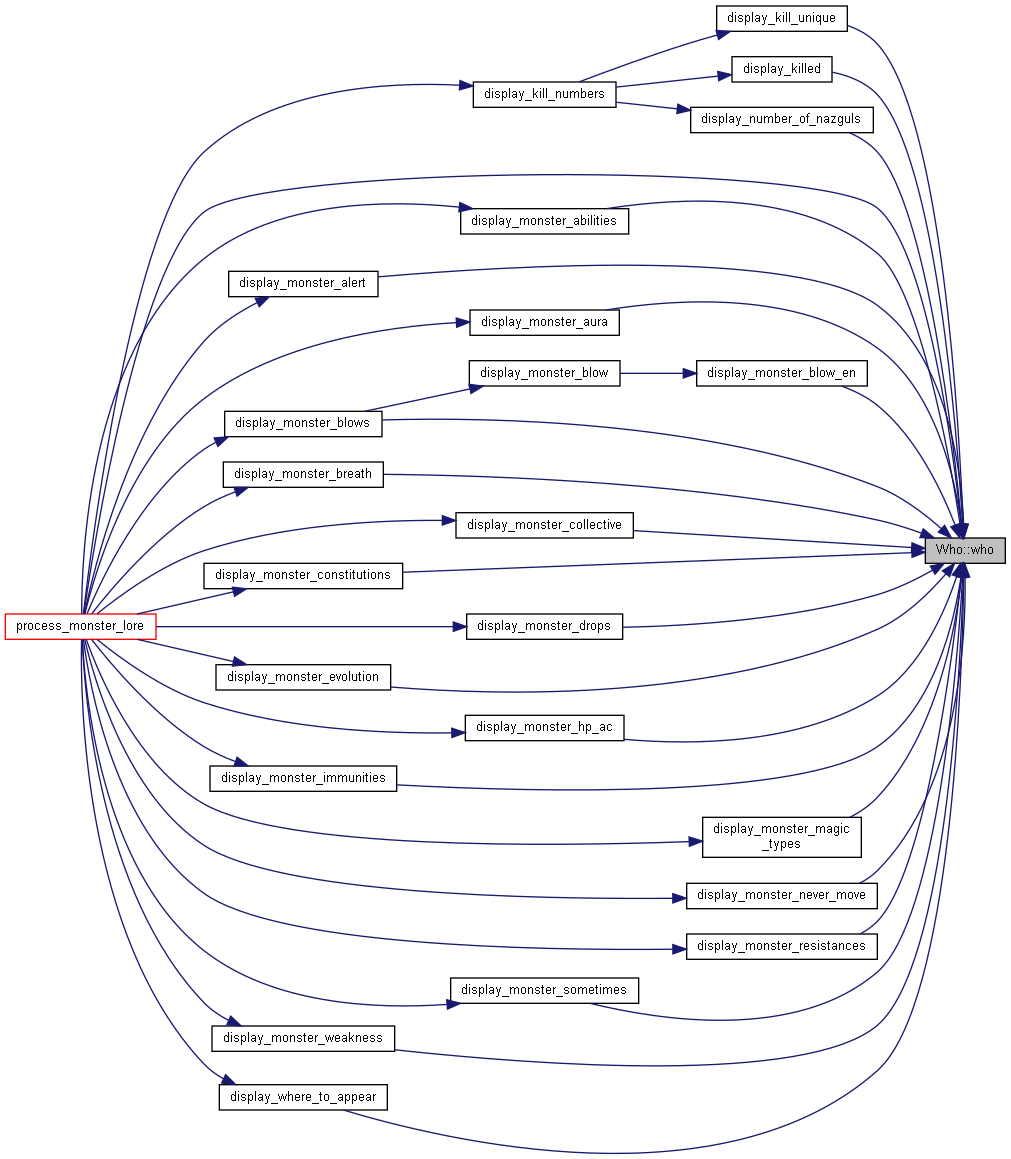 display_kill_unique
display_killed
display_kill_numbers
display_number_of_nazguls
display_monster_abilities
display_monster_alert
display_monster_aura
display_monster_blow
display_monster_blow_en
display_monster_blows
display_monster_breath
display_monster_collective
Who::who
display_monster_constitutions
process_monster_lore
display_monster_drops
display_monster_evolution
display_monster_hp_ac
display_monster_immunities
display_monster_magic
_types
display_monster_never_move
display_monster_resistances
display_monster_sometimes
display_monster_weakness
display_where_to_appear